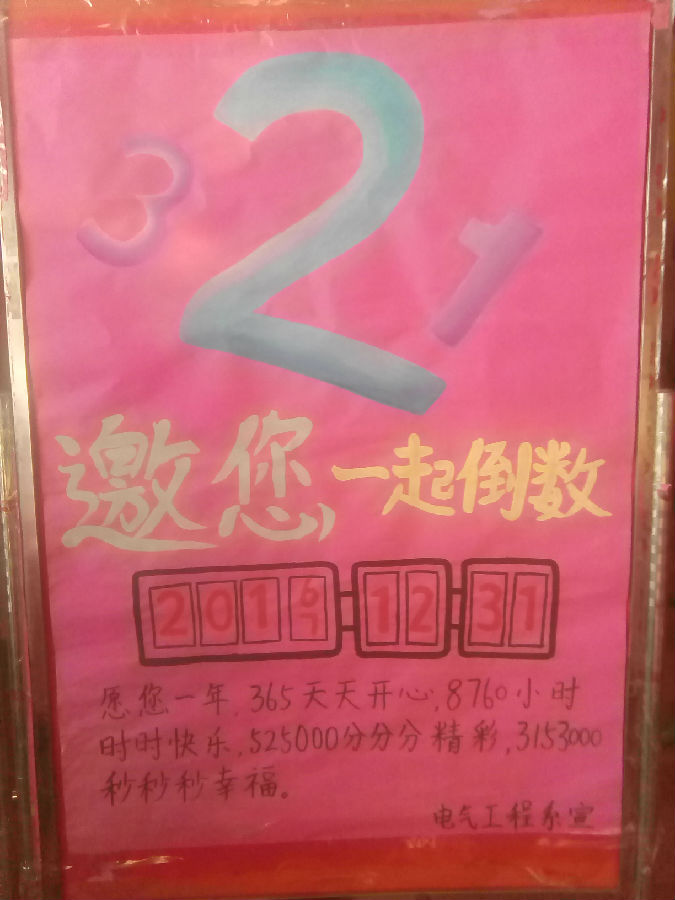 3 2 1
邀您一起倒数
2016 12 31
7
愿您一年,365天天开心,8760小时
时时快乐,525000分分分精彩,3153000
秒秒秒幸福。
电气工程系宣